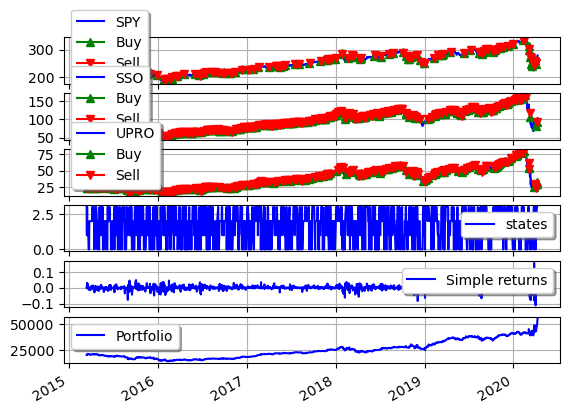 SPY
Buy
Sell
300
200
SSO
Buy
Sell
150
100
50
UPRO
Buy
Sell
75
50
25
states
2.5
0.0
Simple returns
0.1
0.0
−0.1
Portfolio
50000
25000
2015 2016 2017 2018 2019 2020